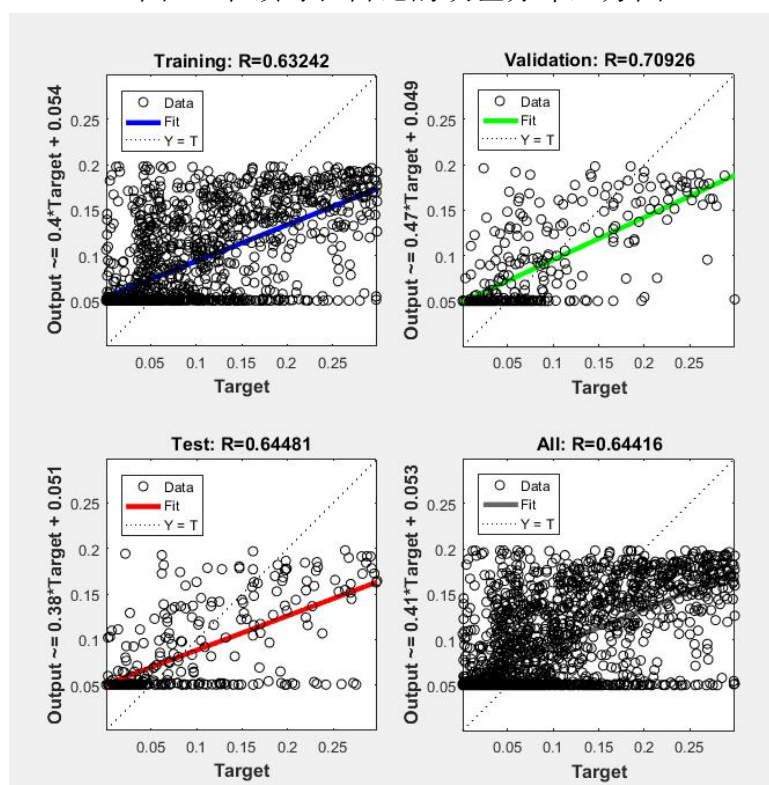 Training: R=0.63242
Output ~= 0.4*Target + 0.054
Data
Fit
Y = T
0.25
0.2
0.15
0.1
0.05
0.05 0.1 0.15 0.2 0.25
Target
Validation: R=0.70926
Output ~= 0.47*Target + 0.049
Data
Fit
Y = T
0.25
0.2
0.15
0.1
0.05
0.05 0.1 0.15 0.2 0.25
Target
Test: R=0.64481
Output ~= 0.38*Target + 0.051
Data
Fit
Y = T
0.25
0.2
0.15
0.1
0.05
0.05 0.1 0.15 0.2 0.25
Target
All: R=0.64416
Output ~= 0.41*Target + 0.053
Data
Fit
Y = T
0.25
0.2
0.15
0.1
0.05
0.05 0.1 0.15 0.2 0.25
Target